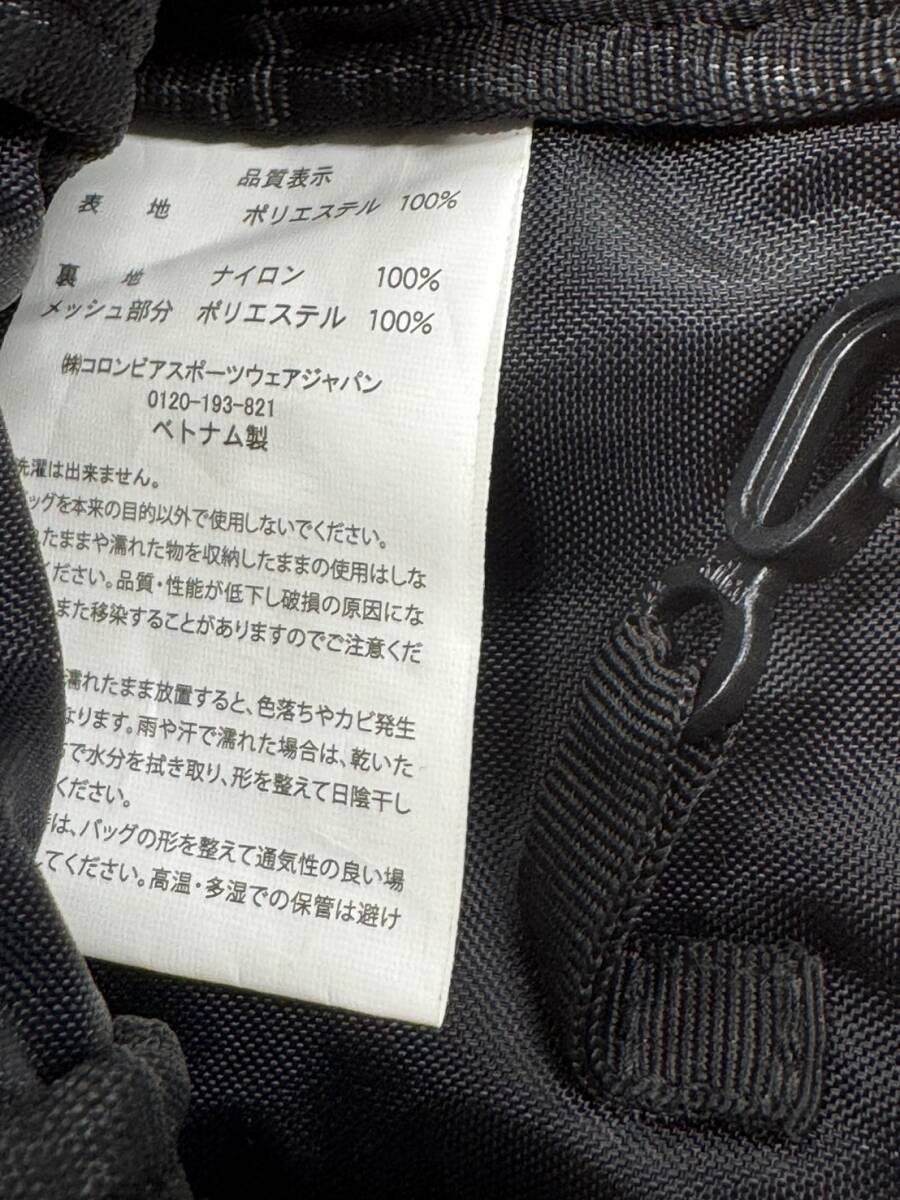 品質表示
表 地 ポリエステル 100%
裏 地 ナイロン 100%
メッシュ部分 ポリエステル 100%
㈱コロンビアスポーツウェアジャパン
0120-193-821
ベトナム製
洗濯は出来ません。
ッグを本来の目的以外で使用しないでください。
たままや濡れた物を収納したままの使用はしな
ください。品質・性能が低下し破損の原因にな
また移染することがありますのでご注意くだ
濡れたまま放置すると、色落ちやカビ発生
なります。雨や汗で濡れた場合は、乾いた
で水分を拭き取り、形を整えて日陰干し
ください。
時は、バッグの形を整えて通気性の良い場
してください。高温・多湿での保管は避け